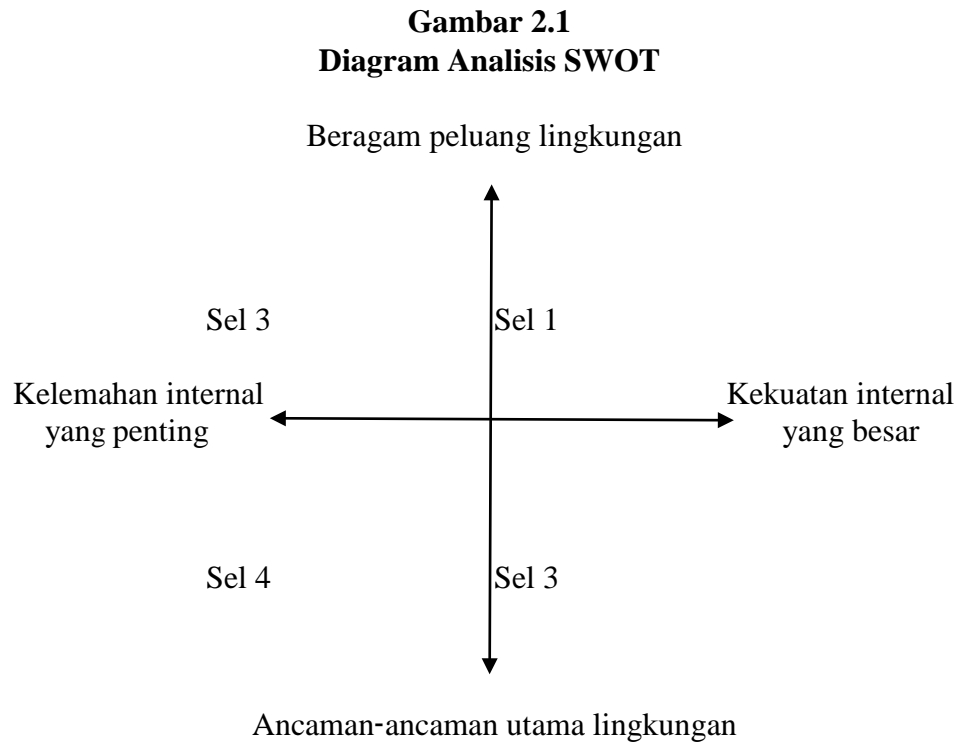 Gambar 2.1
Diagram Analisis SWOT
Beragam peluang lingkungan
Sel 3
Sel 1
Kelemahan internal
yang penting
Kekuatan internal
yang besar
Sel 4
Sel 3
Ancaman-ancaman utama lingkungan